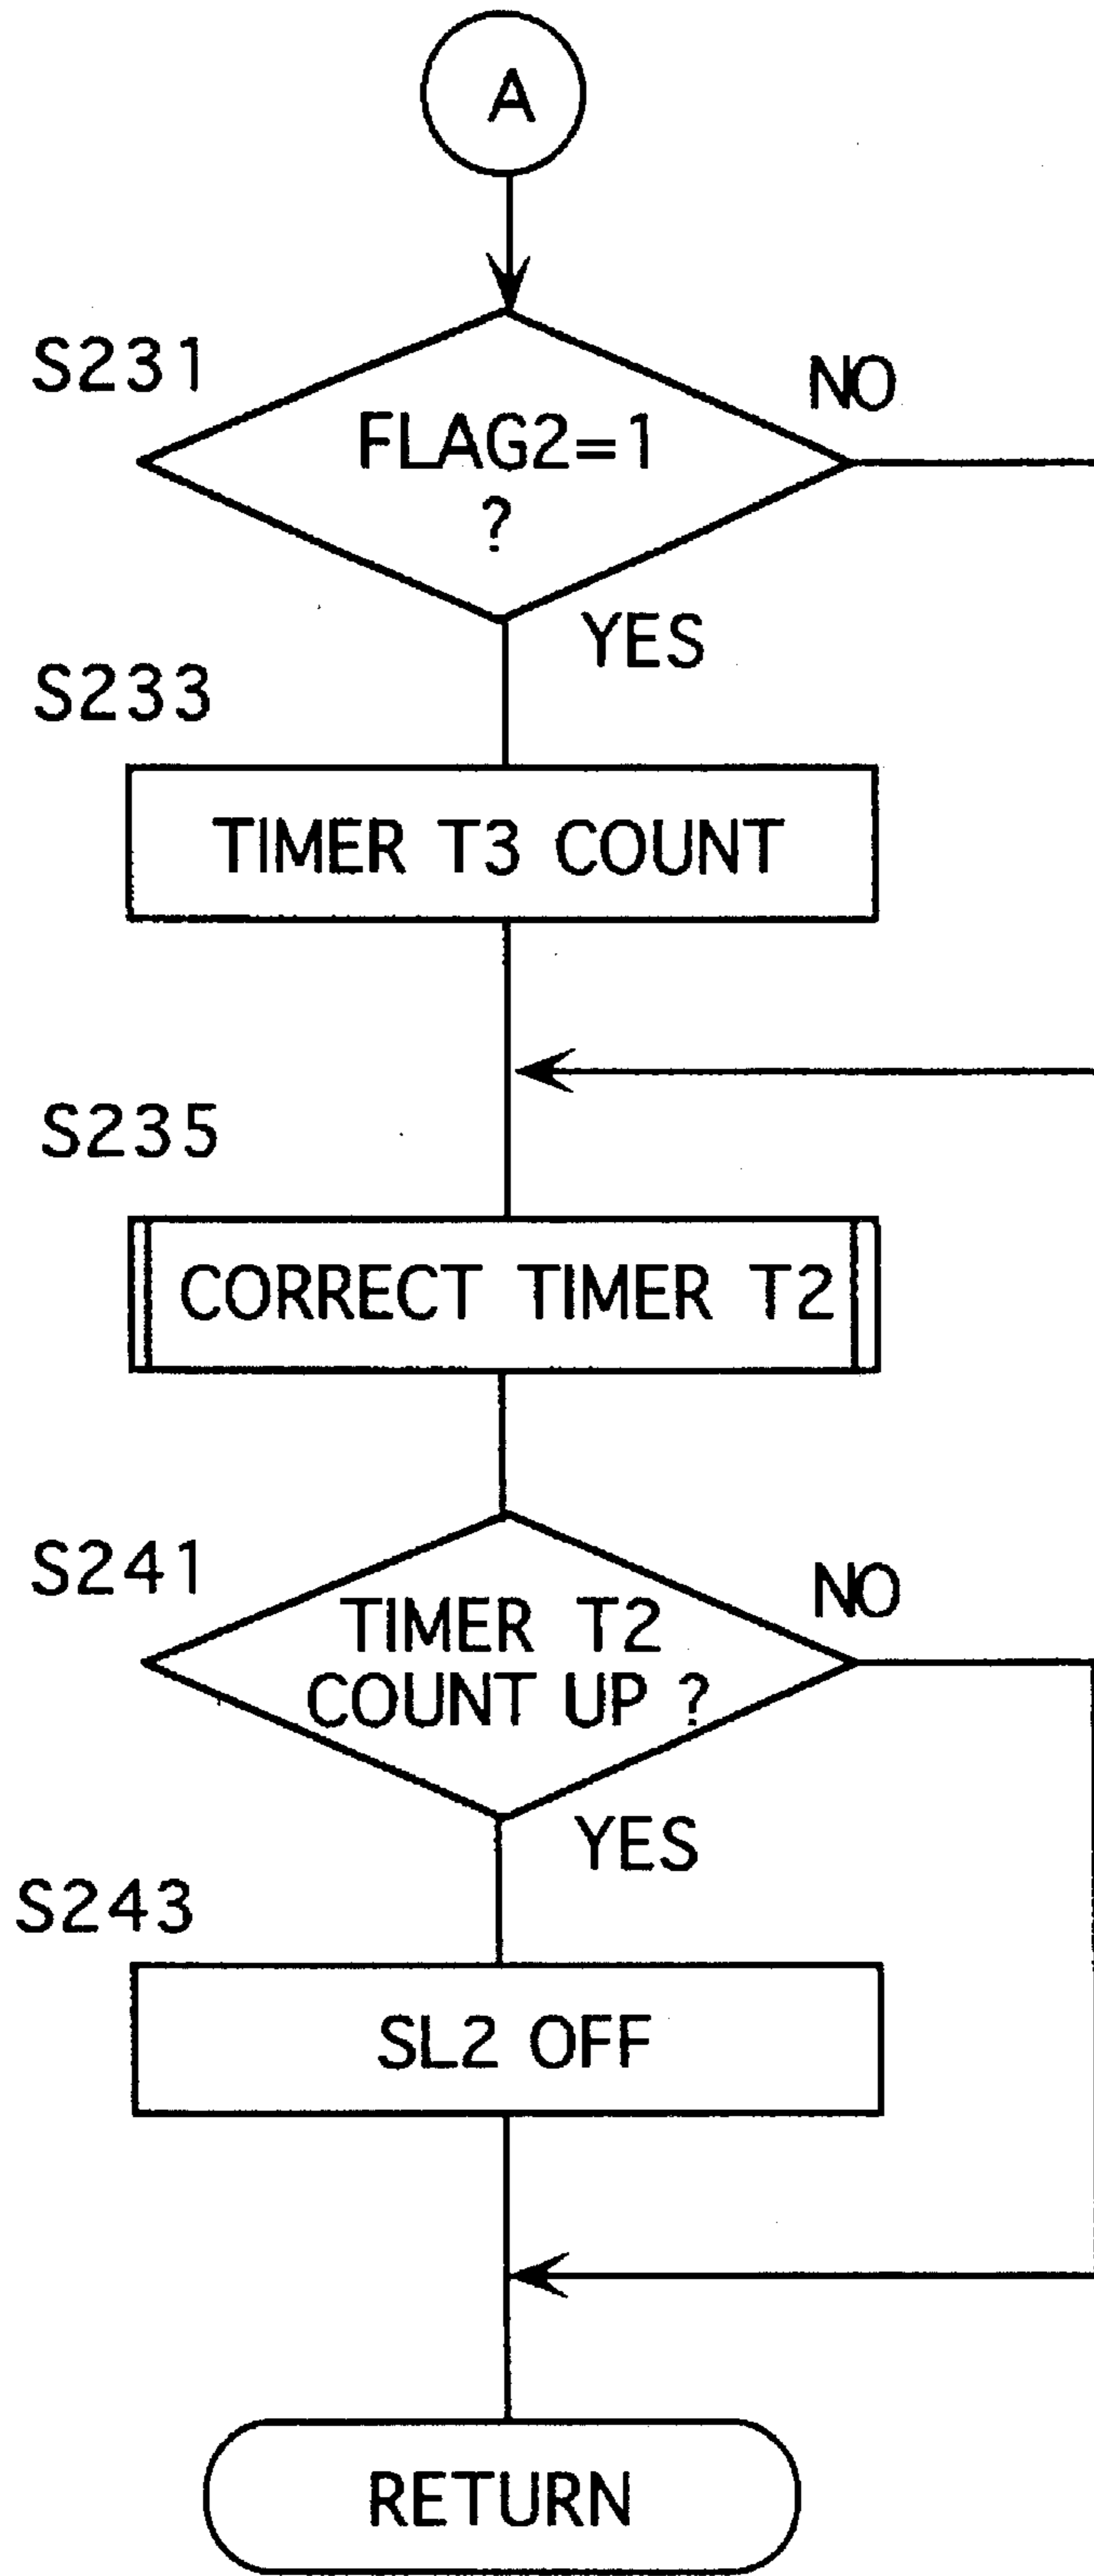 A
S231
NO
FLAG2=1
?
YES
S233
TIMER T3 COUNT
S235
CORRECT TIMER T2
S241
NO
TIMER T2
COUNT UP ?
YES
S243
SL2 OFF
RETURN